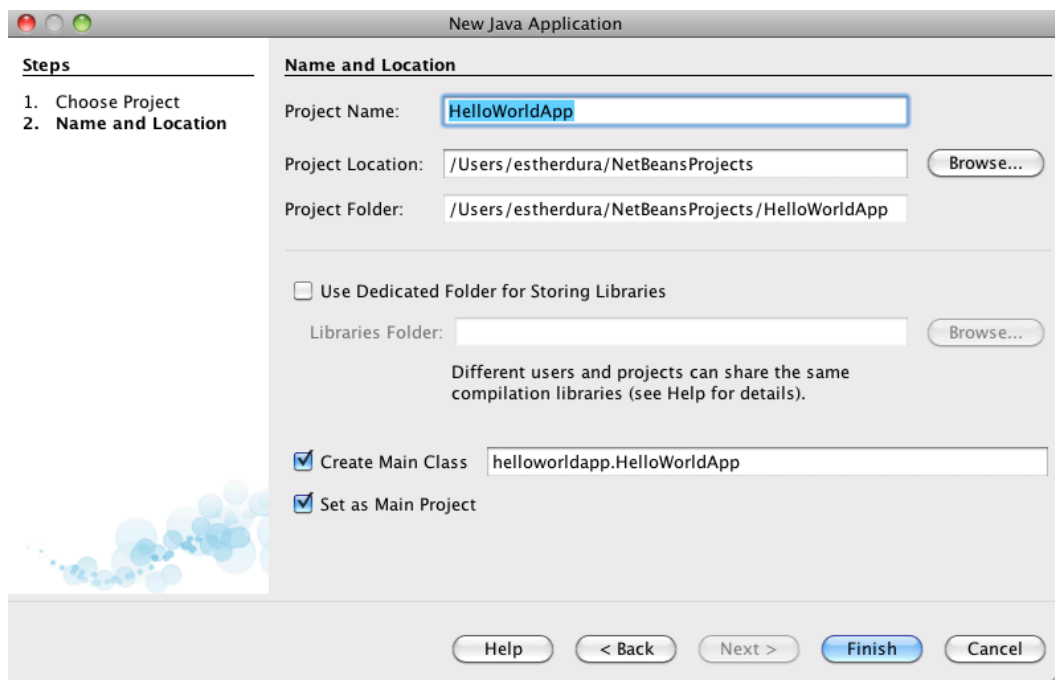 New Java Application
Steps
1. Choose Project
2. Name and Location
Name and Location
Project Name: HelloWorldApp
Project Location: /Users/estherdura/NetBeansProjects Browse...
Project Folder: /Users/estherdura/NetBeansProjects/HelloWorldApp
Use Dedicated Folder for Storing Libraries
Libraries Folder: Browse...
Different users and projects can share the same
compilation libraries (see Help for details).
Create Main Class helloworldapp.HelloWorldApp
Set as Main Project
Help < Back Next > Finish Cancel